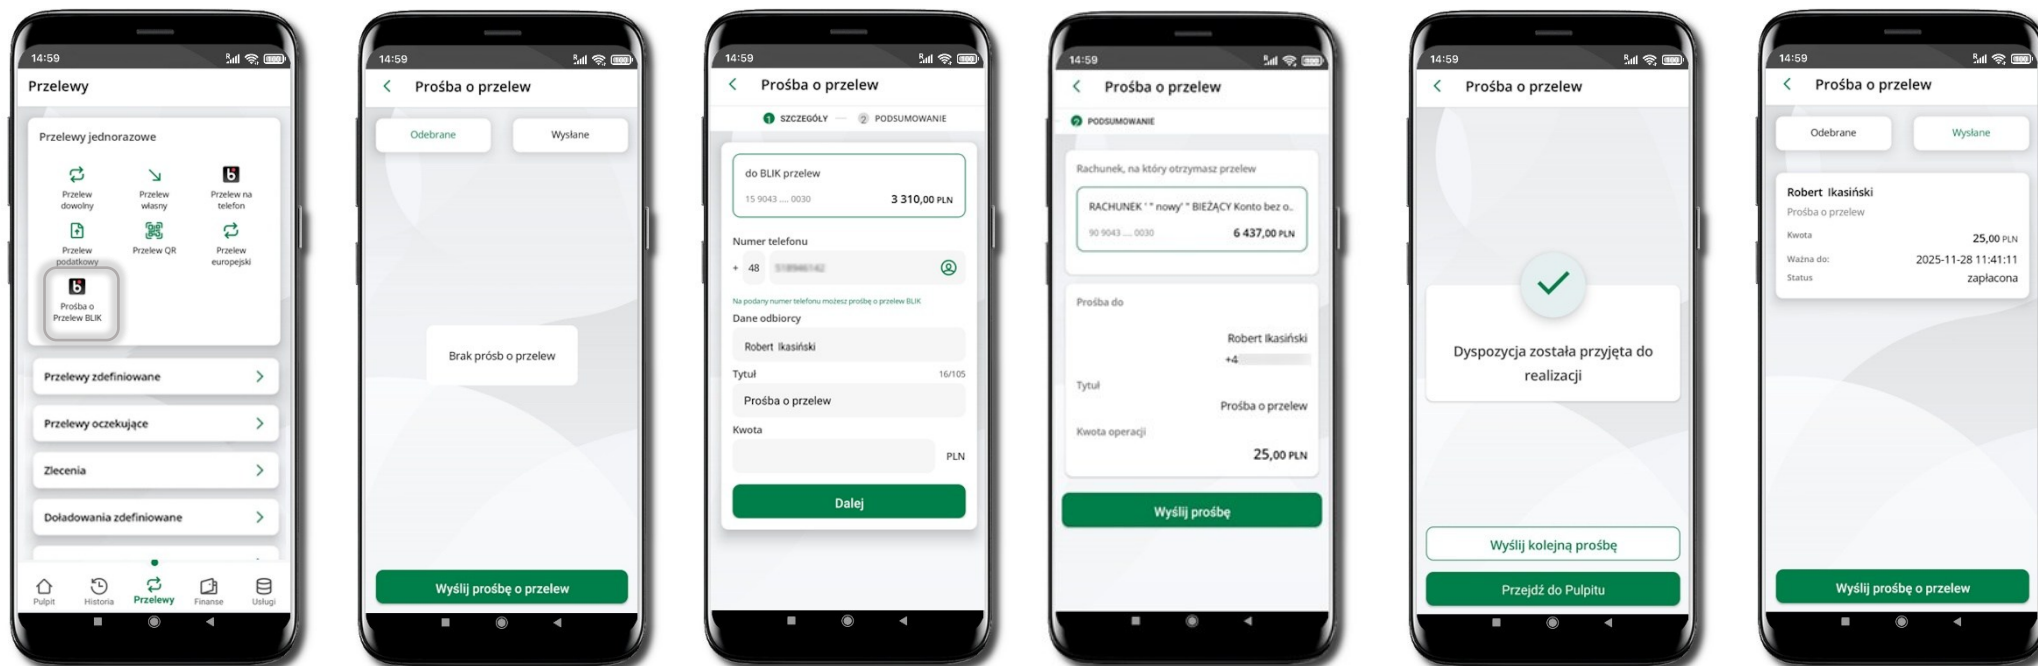 14:59
Przelewy
Przelewy jednorazowe
Przelew
dowolny
Przelew
własny
Przelew na
telefon
Przelew
podatkowy
Przelew QR
Przelew
europejski
Prośba o
Przelew BLIK
Przelewy zdefiniowane
Przelewy oczekujące
Zlecenia
Doładowania zdefiniowane
Pulpit
Historia
Przelewy
Finanse
Usługi
14:59
Prośba o przelew
Odebrane
Wysłane
Brak prósb o przelew
Wyślij prośbę o przelew
14:59
Prośba o przelew
1 SZCZEGÓŁY
2 PODSUMOWANIE
do BLIK przelew
15 9043 .... 0030
3 310,00 PLN
Numer telefonu
+ 48
Na podany numer telefonu możesz prośbę o przelew BLIK
Dane odbiorcy
Robert Ikasiński
Tytuł
16/105
Prośba o przelew
Kwota
PLN
Dalej
14:59
Prośba o przelew
2 PODSUMOWANIE
Rachunek, na który otrzymasz przelew
RACHUNEK ' " nowy' " BIEŻĄCY Konto bez o..
90 9043 .... 0030
6 437,00 PLN
Prośba do
Robert Ikasiński
+4
Tytuł
Prośba o przelew
Kwota operacji
25,00 PLN
Wyślij prośbę
14:59
Prośba o przelew
Dyspozycja została przyjęta do
realizacji
Wyślij kolejną prośbę
Przejdź do Pulpitu
14:59
Prośba o przelew
Odebrane
Wysłane
Robert Ikasiński
Prośba o przelew
Kwota
25,00 PLN
Ważna do:
2025-11-28 11:41:11
Status
zapłacona
Wyślij prośbę o przelew